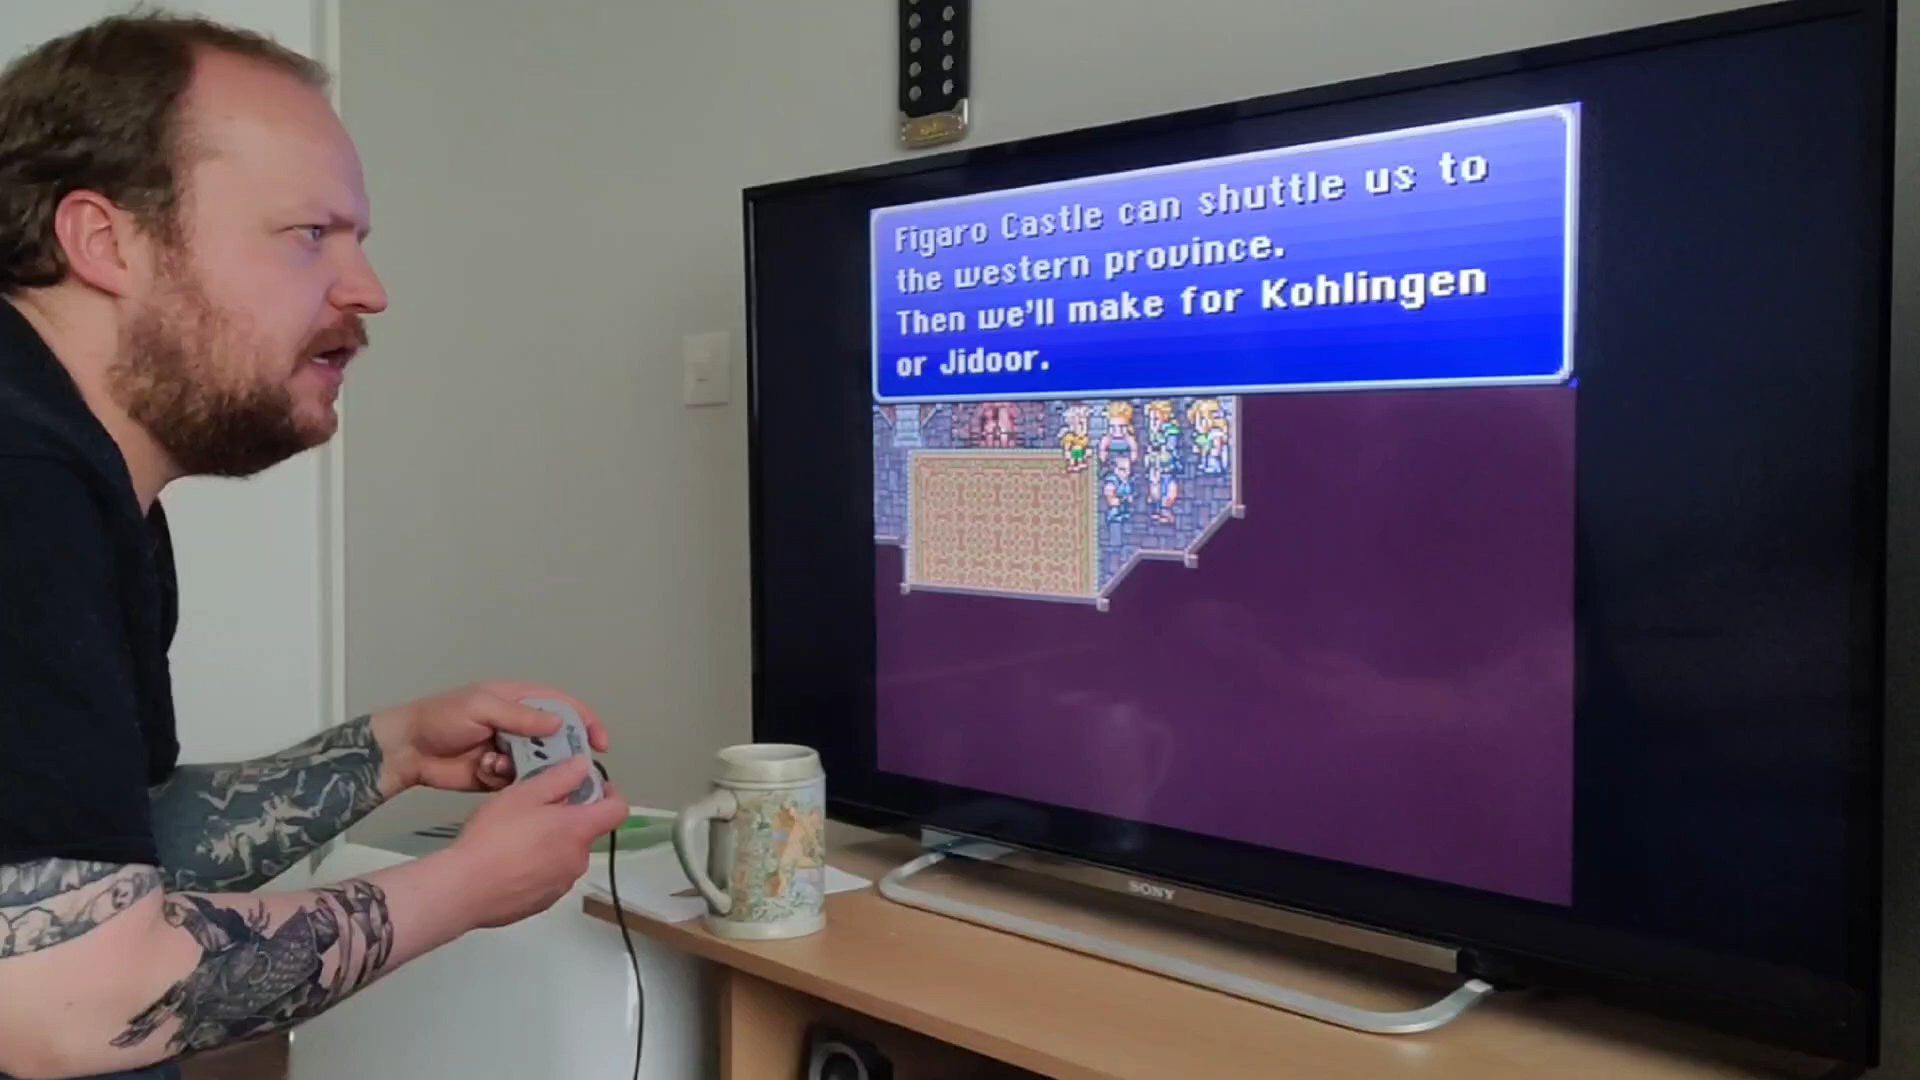 Figaro Castle can shuttle us to
the western province.
Then we'll make for Kohlingen
or Jidoor.
SONY